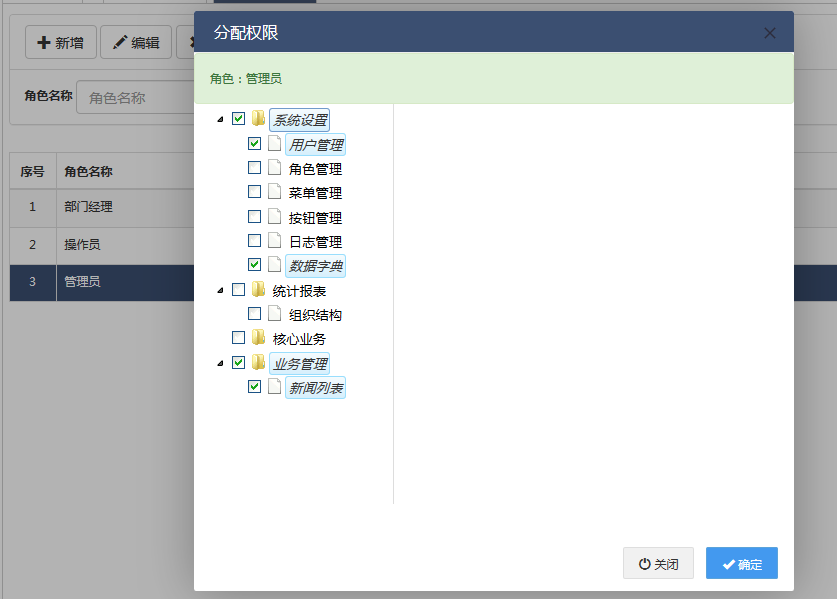 新增
编辑
角色名称
角色名称
序号
角色名称
1
部门经理
2
操作员
3
管理员
分配权限
角色：管理员
系统设置
用户管理
角色管理
菜单管理
按钮管理
日志管理
数据字典
统计报表
组织结构
核心业务
业务管理
新闻列表
关闭
确定